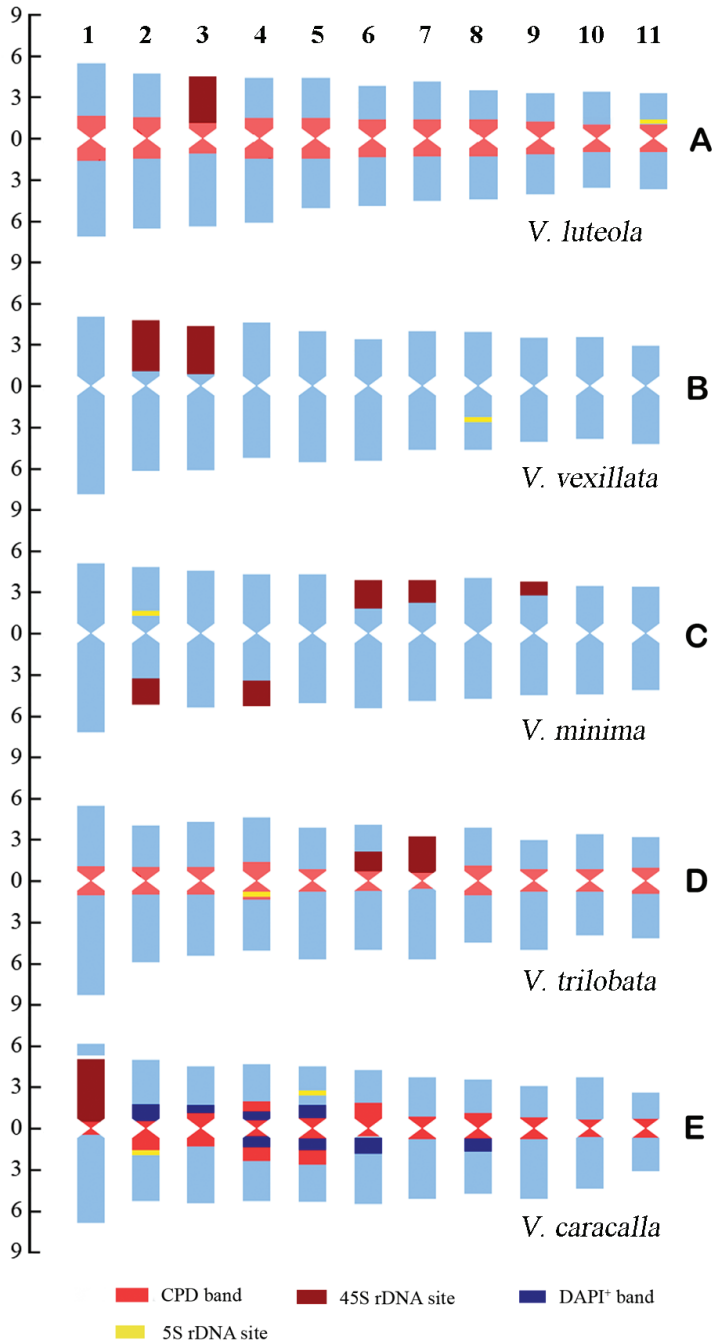 9
1 2 3 4 5 6 7 8 9 10 11
6
3
0
A
3
6
V. luteola
9
6
3
0
B
3
6
V. vexillata
9
6
3
0
C
3
6
V. minima
9
6
3
0
D
3
6
V. trilobata
9
6
3
0
E
3
6
V. caracalla
9
CPD band 45S rDNA site DAPI⁺ band
5S rDNA site